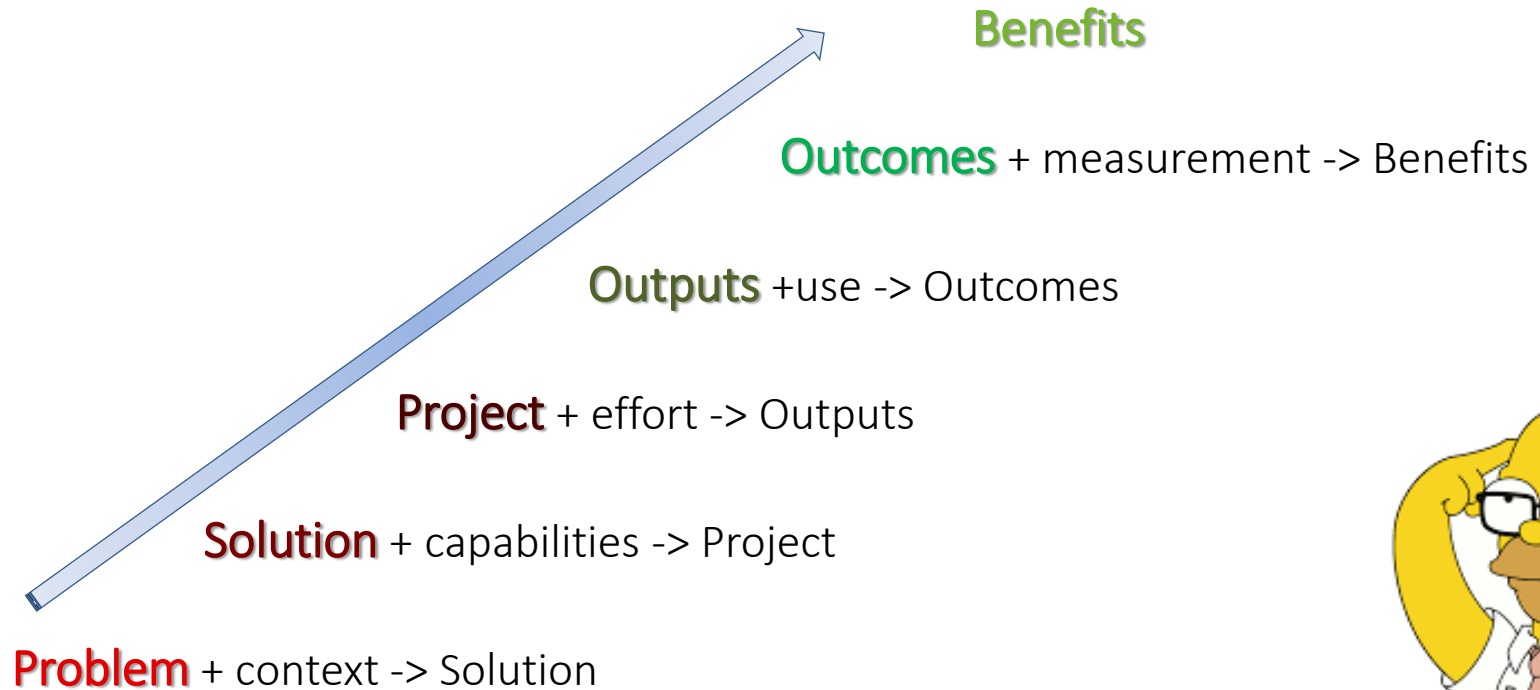 Benefits
Outcomes + measurement -> Benefits
Outputs +use -> Outcomes
Project + effort -> Outputs
Solution + capabilities -> Project
Problem + context -> Solution